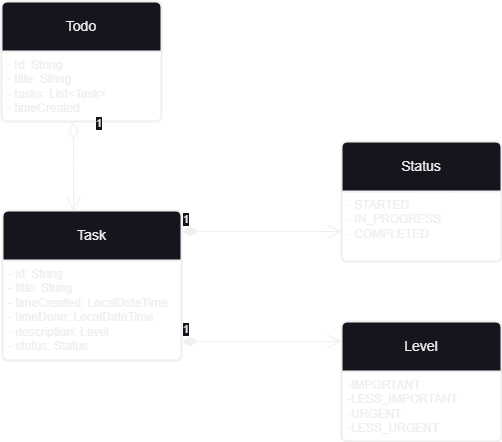 Todo
- Id: String
- title: String
- tasks: List<Task>
- timeCreated
1
Status
- STARTED
- IN_PROGRESS
- COMPLETED
1
Task
- id: String
- title: String
- timeCreated: LocalDateTime
- timeDone: LocalDateTime
- description: Level
- status: Status
1
Level
-IMPORTANT
-LESS_IMPORTANT
-URGENT
-LESS_URGENT